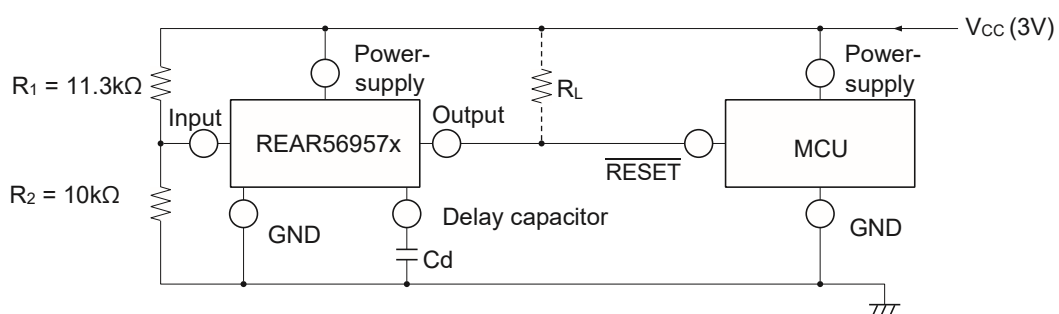 VCC (3V)
R1 = 11.3kΩ
Power-
supply
RL
Power-
supply
Input
Output
REAR56957x
RESET
MCU
R2 = 10kΩ
GND
Delay capacitor
GND
Cd